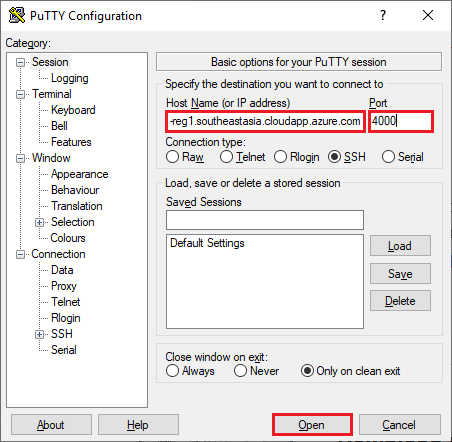 PuTTY Configuration
Category:
Session
Logging
Terminal
Keyboard
Bell
Features
Window
Appearance
Behaviour
Translation
Selection
Colours
Connection
Data
Proxy
Telnet
Rlogin
SSH
Serial
Basic options for your PuTTY session
Specify the destination you want to connect to
Host Name (or IP address) Port
-reg1.southeastasia.cloudapp.azure.com 4000
Connection type:
Raw Telnet Rlogin SSH Serial
Load, save or delete a stored session
Saved Sessions
Default Settings
Load
Save
Delete
Close window on exit:
Always Never Only on clean exit
About Help Open Cancel